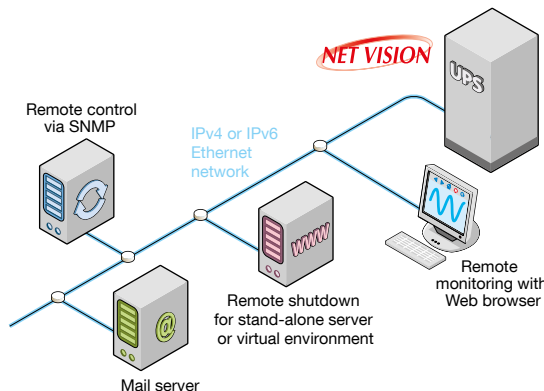 NET VISION
UPS
Remote control
via SNMP
IPv4 or IPv6
Ethernet
network
www
@
Remote
monitoring with
Web browser
Remote shutdown
for stand-alone server
or virtual environment
Mail server